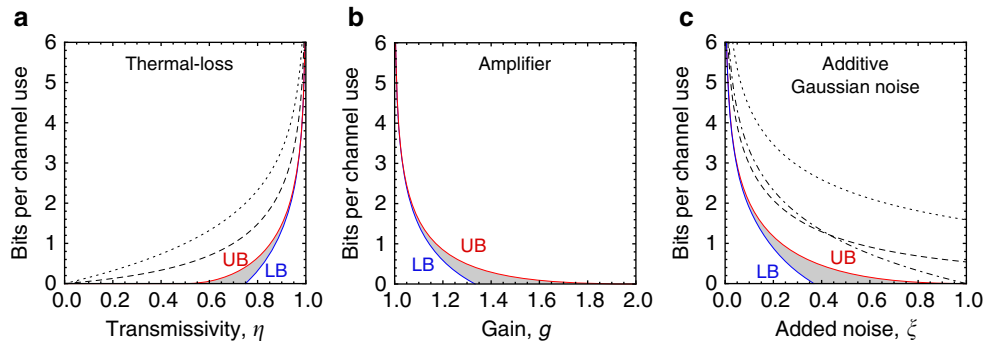 a
Bits per channel use
6
5
4
3
2
1
0
Thermal-loss
UB
LB
0.0 0.2 0.4 0.6 0.8 1.0
Transmissivity, η
b
Bits per channel use
6
5
4
3
2
1
0
Amplifier
UB
LB
1.0 1.2 1.4 1.6 1.8 2.0
Gain, g
c
Bits per channel use
6
5
4
3
2
1
0
Additive
Gaussian noise
UB
LB
0.0 0.2 0.4 0.6 0.8 1.0
Added noise, ξ